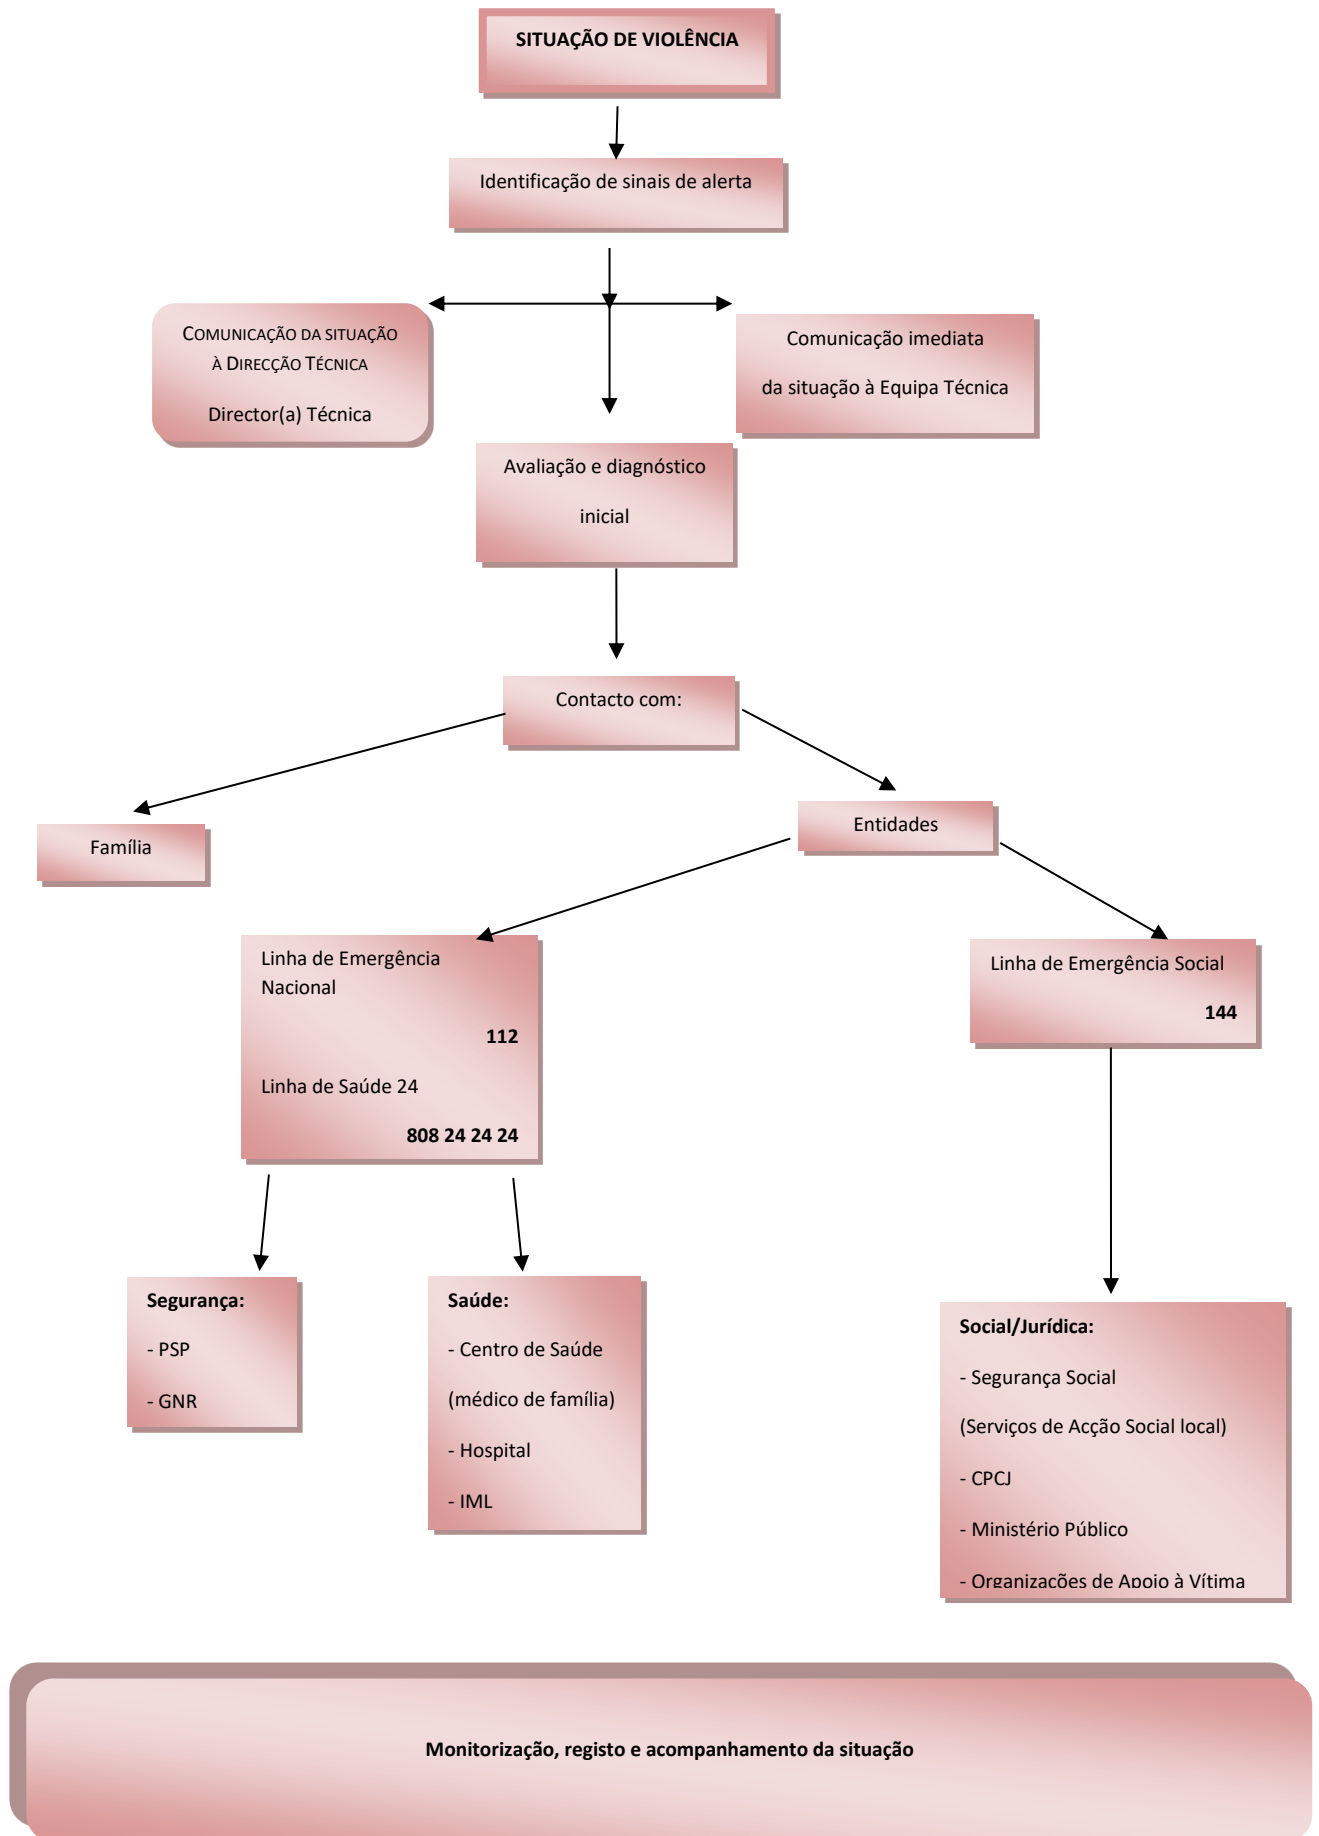 SITUAÇÃO DE VIOLÊNCIA
Identificação de sinais de alerta
COMUNICAÇÃO DA SITUAÇÃO
À DIRECÇÃO TÉCNICA
Director(a) Técnica
Comunicação imediata
da situação à Equipa Técnica
Avaliação e diagnóstico
inicial
Contacto com:
Família
Entidades
Linha de Emergência
Nacional
112
Linha de Saúde 24
808 24 24 24
Linha de Emergência Social
144
Segurança:
- PSP
- GNR
Saúde:
- Centro de Saúde
(médico de família)
- Hospital
- IML
Social/Jurídica:
- Segurança Social
(Serviços de Acção Social local)
- CPCJ
- Ministério Público
- Organizações de Apoio à Vítima
Monitorização, registo e acompanhamento da situação